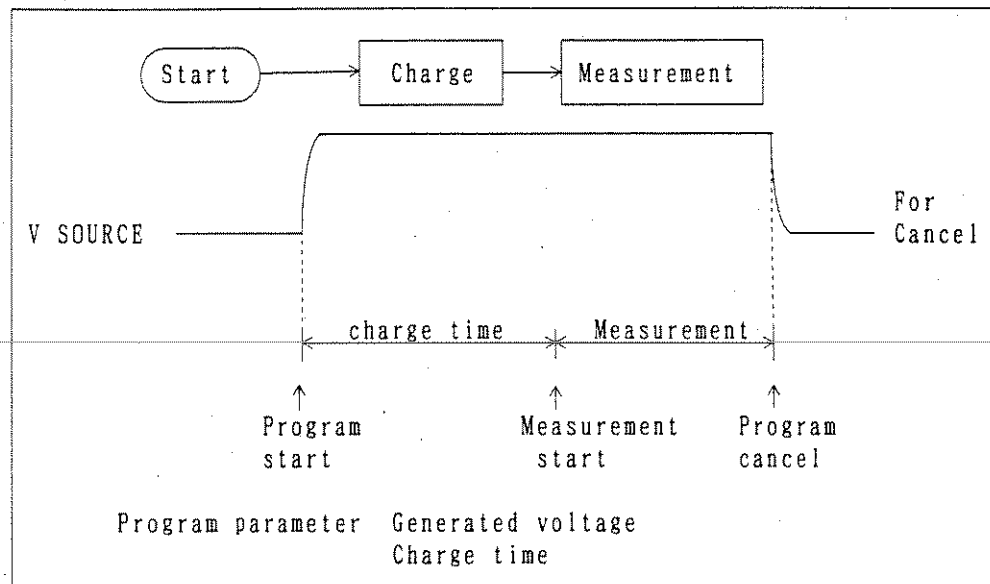 Start
Charge
Measurement
V SOURCE
For
Cancel
charge time
Measurement
Program
start
Measurement
start
Program
cancel
Program parameter Generated voltage
Charge time